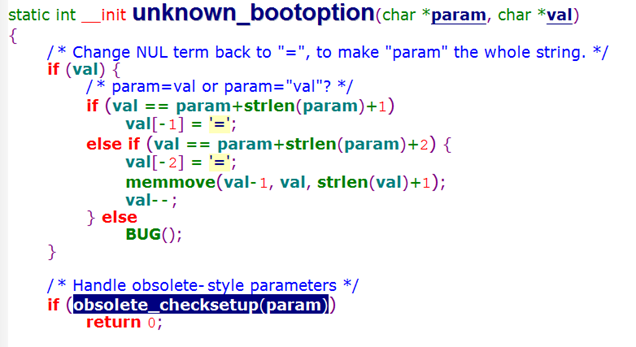 static int __init unknown_bootoption(char *param, char *val)
{
/* Change NUL term back to "=", to make "param" the whole string. */
if (val) {
/* param=val or param="val"? */
if (val == param+strlen(param)+1)
val[-1] = '=';
else if (val == param+strlen(param)+2) {
val[-2] = '=';
memmove(val-1, val, strlen(val)+1);
val--;
} else
BUG();
}
/* Handle obsolete-style parameters */
if (obsolete_checksetup(param))
return 0;